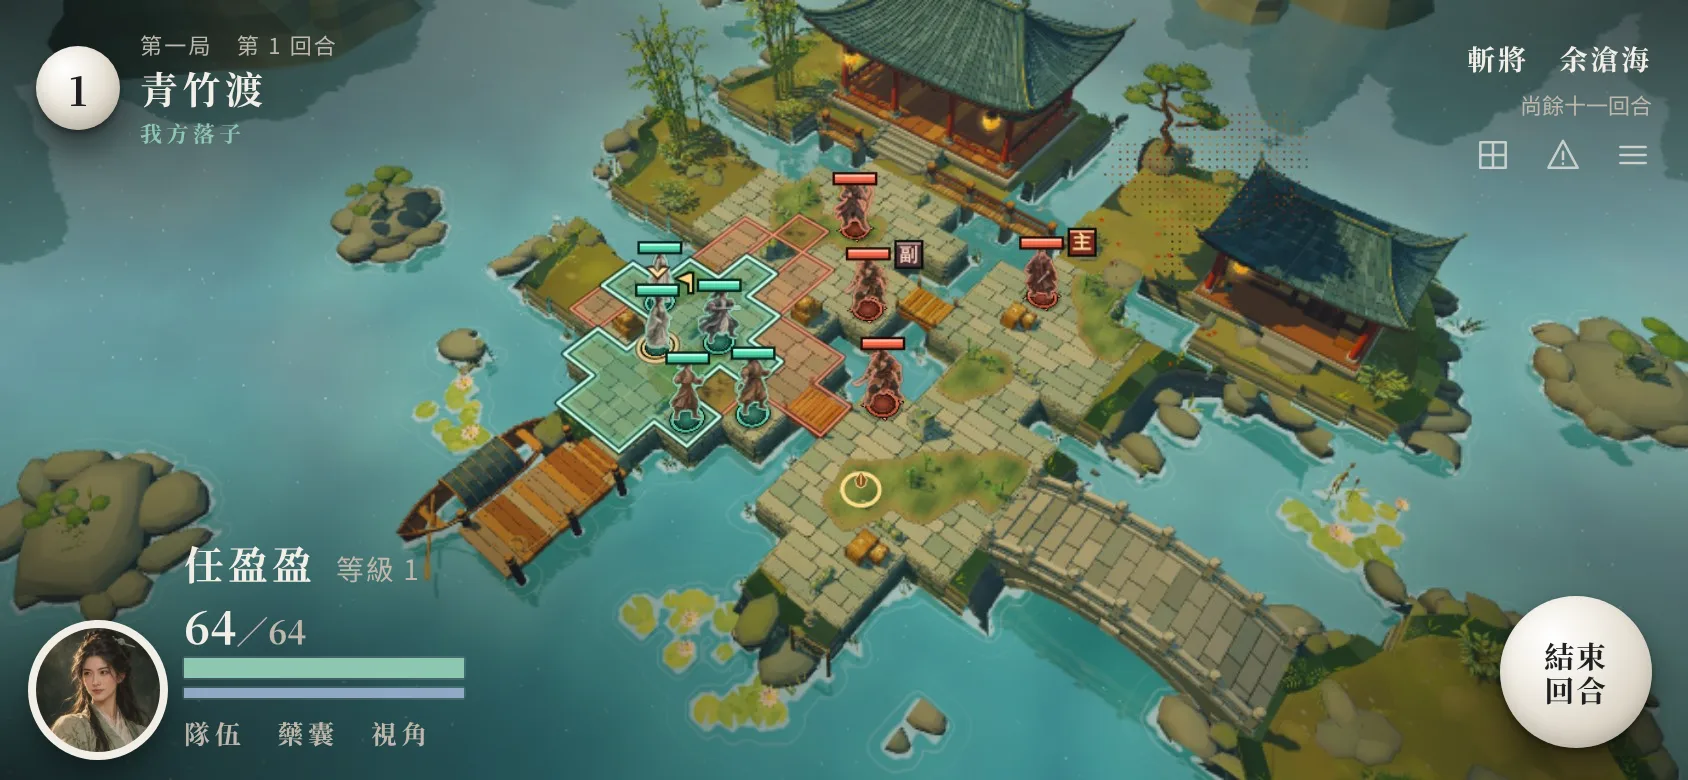 第一局 第 1 回合
1
青竹渡
我方落子
斬將 余滄海
尚餘十一回合
主
副
任盈盈 等級 1
64/64
隊伍 藥囊 視角
結束
回合